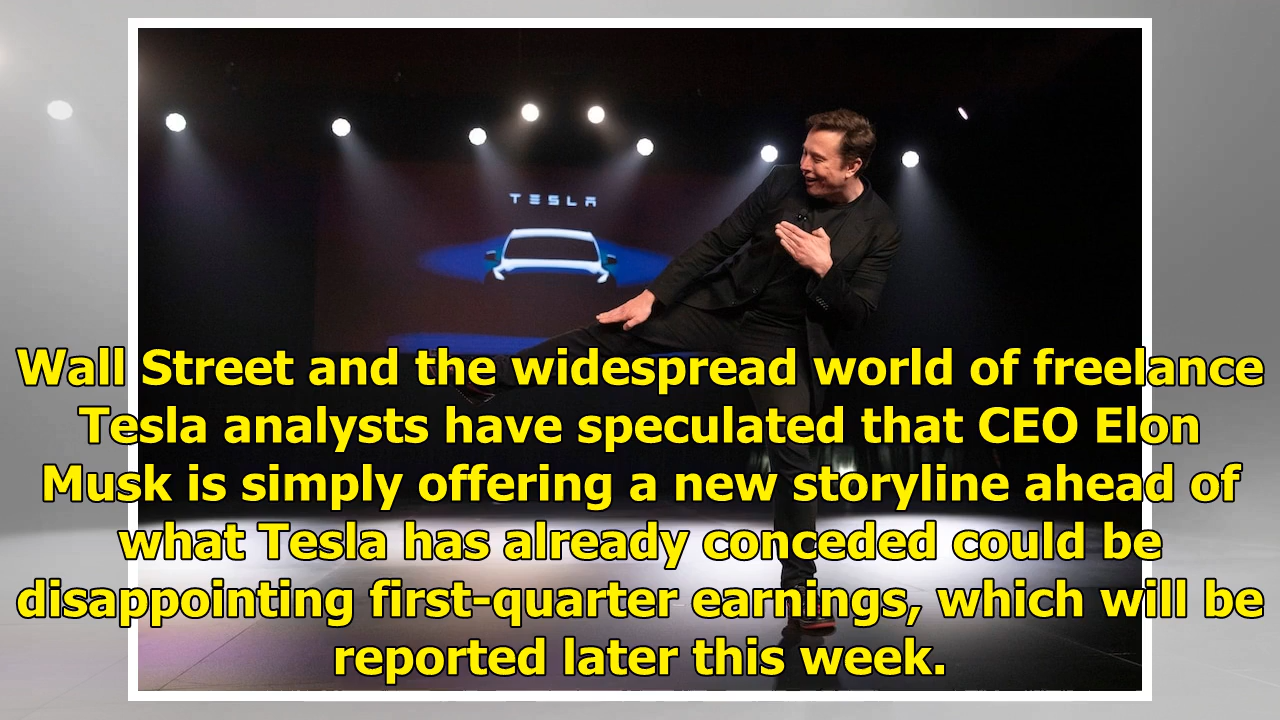 TESLA
Wall Street and the widespread world of freelance
Tesla analysts have speculated that CEO Elon
Musk is simply offering a new storyline ahead of
what Tesla has already conceded could be
disappointing first-quarter earnings, which will be
reported later this week.